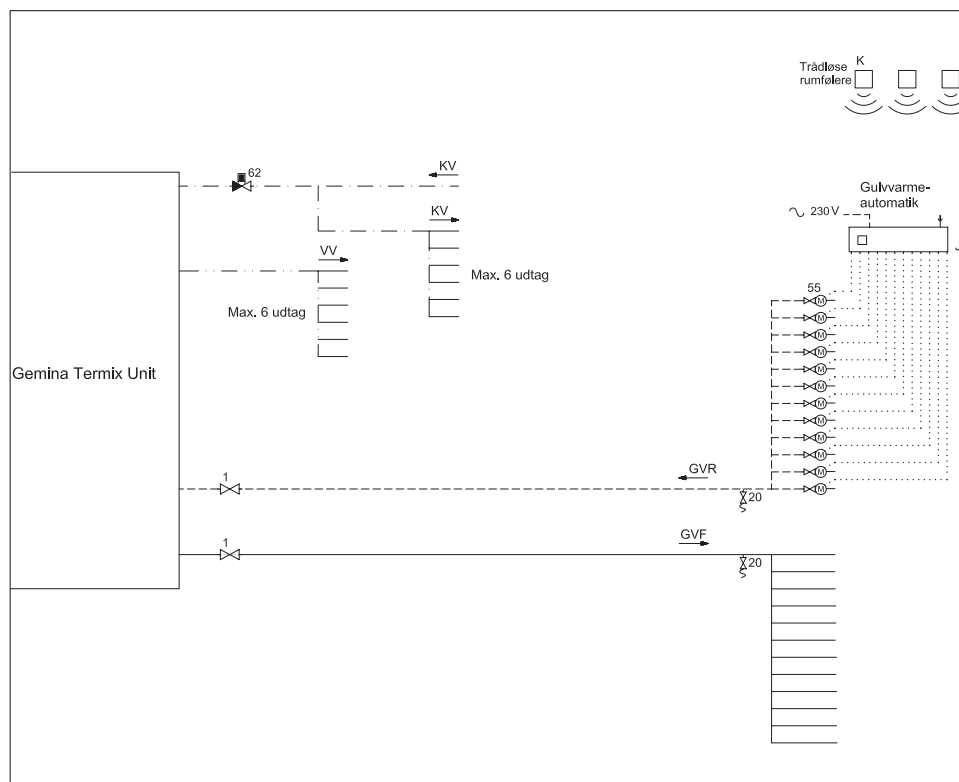 K
Trådløse
rumfølere
62
KV
KV
Gulvvarme-
automatik
230 V
J
VV
Max. 6 udtag
Max. 6 udtag
55
M
M
M
M
M
M
M
M
M
M
M
M
Gemina Termix Unit
1
GVR
20
1
GVF
20